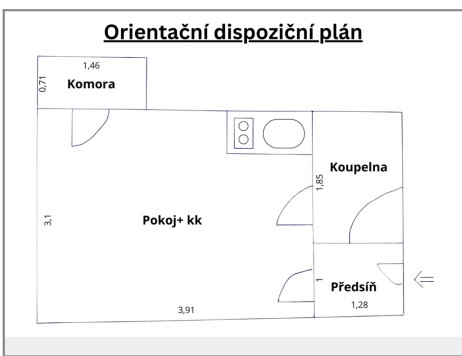 Orientační dispoziční plán
1,46
0,71
Komora
Koupelna
1,85
3,1
Pokoj+ kk
1
Předsíň
1,28
3,91